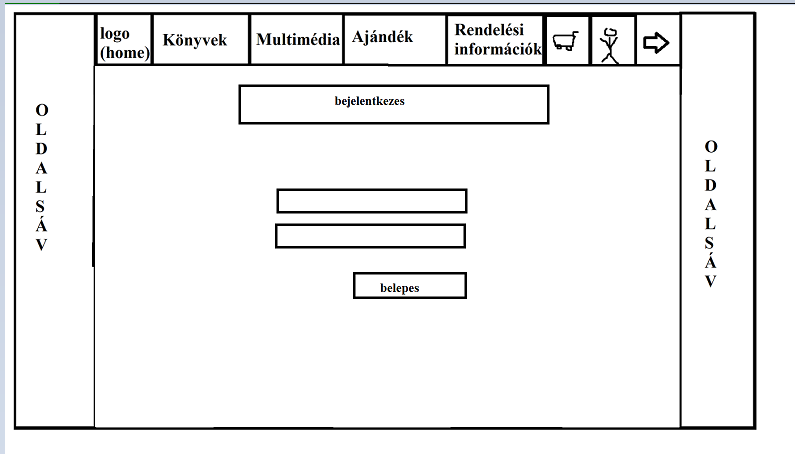 logo
(home)
Könyvek
Multimédia
Ajándék
Rendelési
információk
bejelentkezes
belepes
O
L
D
A
L
S
Á
V
O
L
D
A
L
S
Á
V